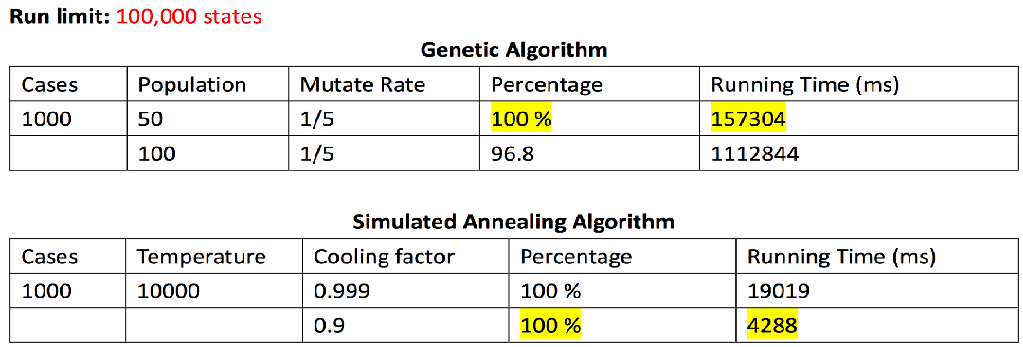 Run limit: 100,000 states
Genetic Algorithm
Cases Population Mutate Rate Percentage Running Time (ms)
1000 50 1/5 100 % 157304
100 1/5 96.8 1112844
Simulated Annealing Algorithm
Cases Temperature Cooling factor Percentage Running Time (ms)
1000 10000 0.999 100 % 19019
0.9 100 % 4288